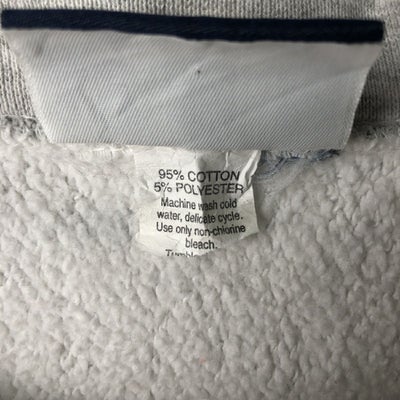 95% COTTON
5% POLYESTER
Machine wash cold
water, delicate cycle.
Use only non-chlorine
bleach.